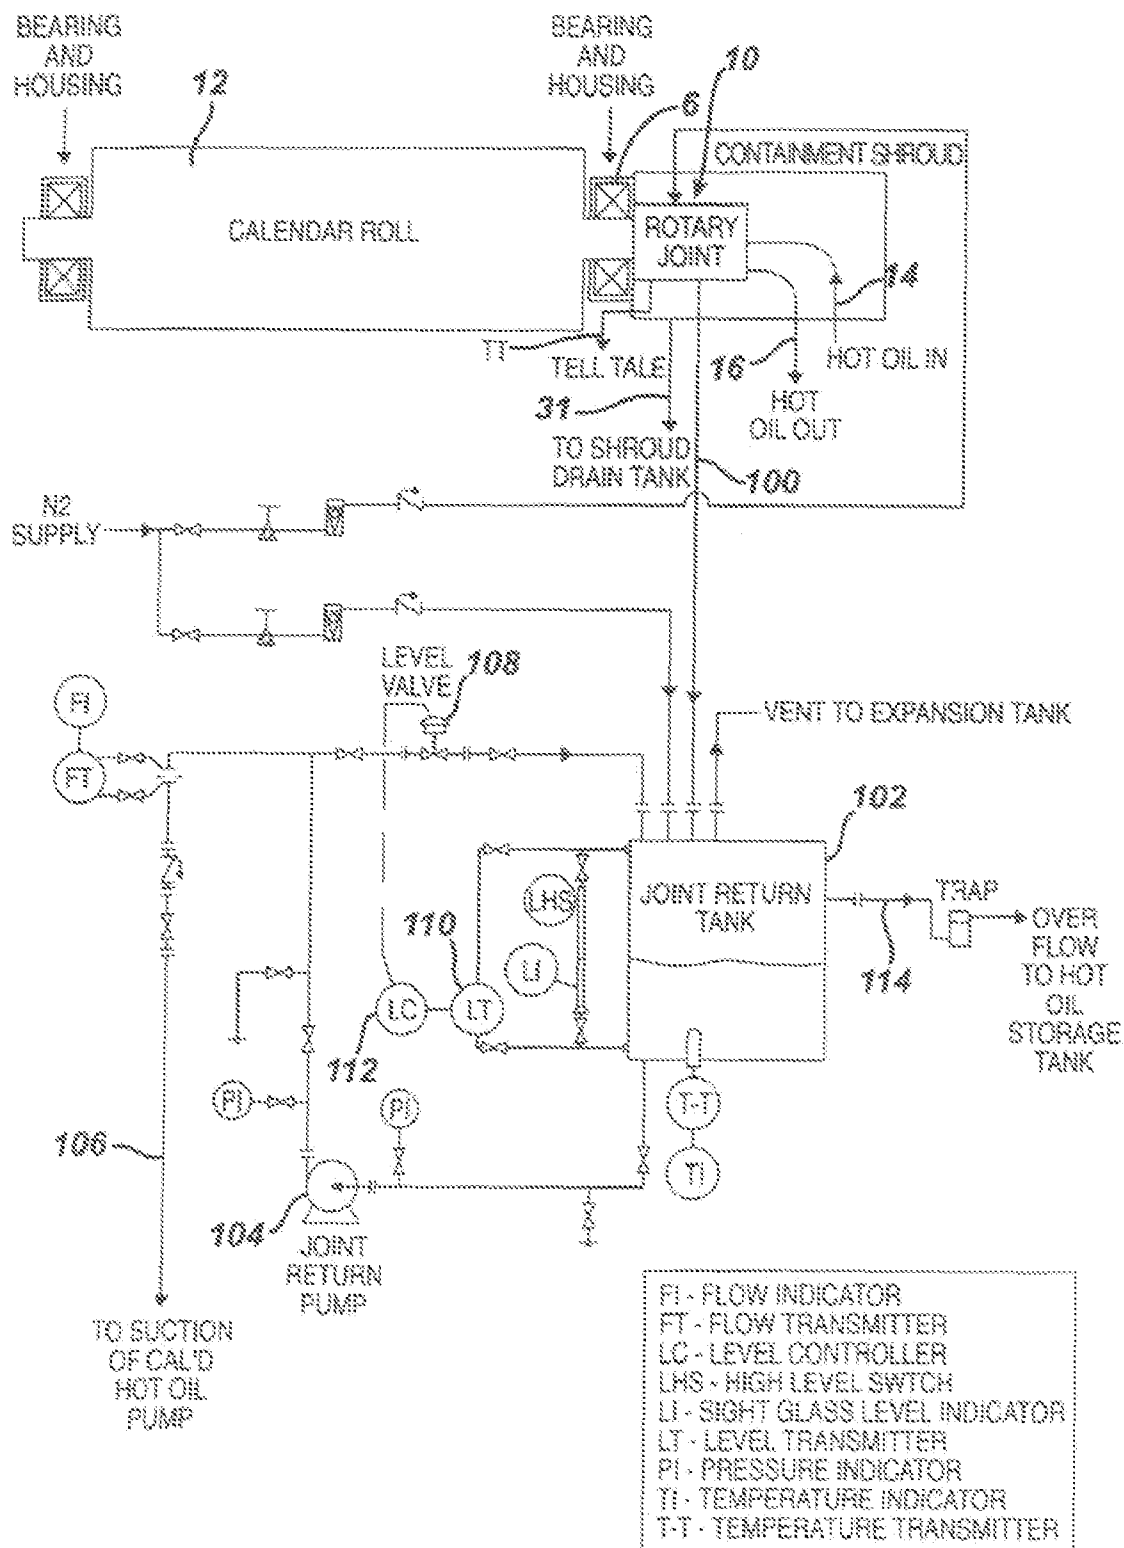 BEARING
AND
HOUSING
12
BEARING
AND
HOUSING
10
6
CONTAINMENT SHROUD
CALENDAR ROLL
ROTARY
JOINT
14
TT
TELL TALE
16
HOT OIL IN
31
HOT
OIL OUT
TO SHROUD
DRAIN TANK
100
N2
SUPPLY
LEVEL
VALVE
108
FI
VENT TO EXPANSION TANK
FT
102
LHS
JOINT RETURN
TANK
TRAP
OVER
FLOW
TO HOT
OIL
STORAGE
TANK
110
LI
114
LC
LT
112
PI
PI
T-T
106
TI
104
JOINT
RETURN
PUMP
TO SUCTION
OF CAL'D
HOT OIL
PUMP
FI - FLOW INDICATOR
FT - FLOW TRANSMITTER
LC - LEVEL CONTROLLER
LHS - HIGH LEVEL SWTCH
LI - SIGHT GLASS LEVEL INDICATOR
LT - LEVEL TRANSMITTER
PI - PRESSURE INDICATOR
TI - TEMPERATURE INDICATOR
T-T - TEMPERATURE TRANSMITTER